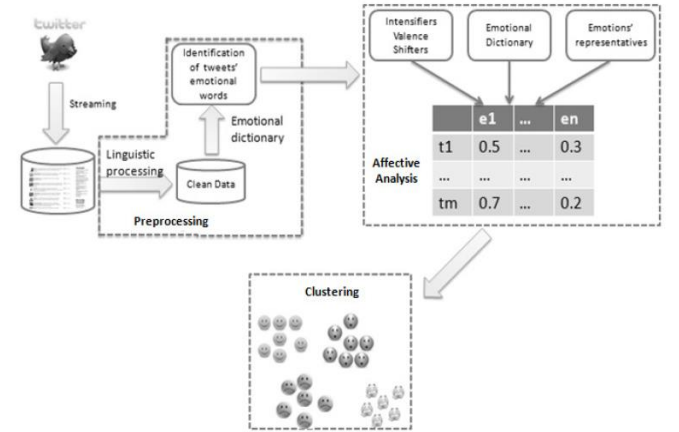 twitter
Streaming
Linguistic
processing
Clean Data
Emotional
dictionary
Identification
of tweets'
emotional
words
Preprocessing
Intensifiers
Valence
Shifters
Emotional
Dictionary
Emotions'
representatives
Affective
Analysis
e1 ... en
t1 0.5 ... 0.3
... ... ... ...
tm 0.7 ... 0.2
Clustering